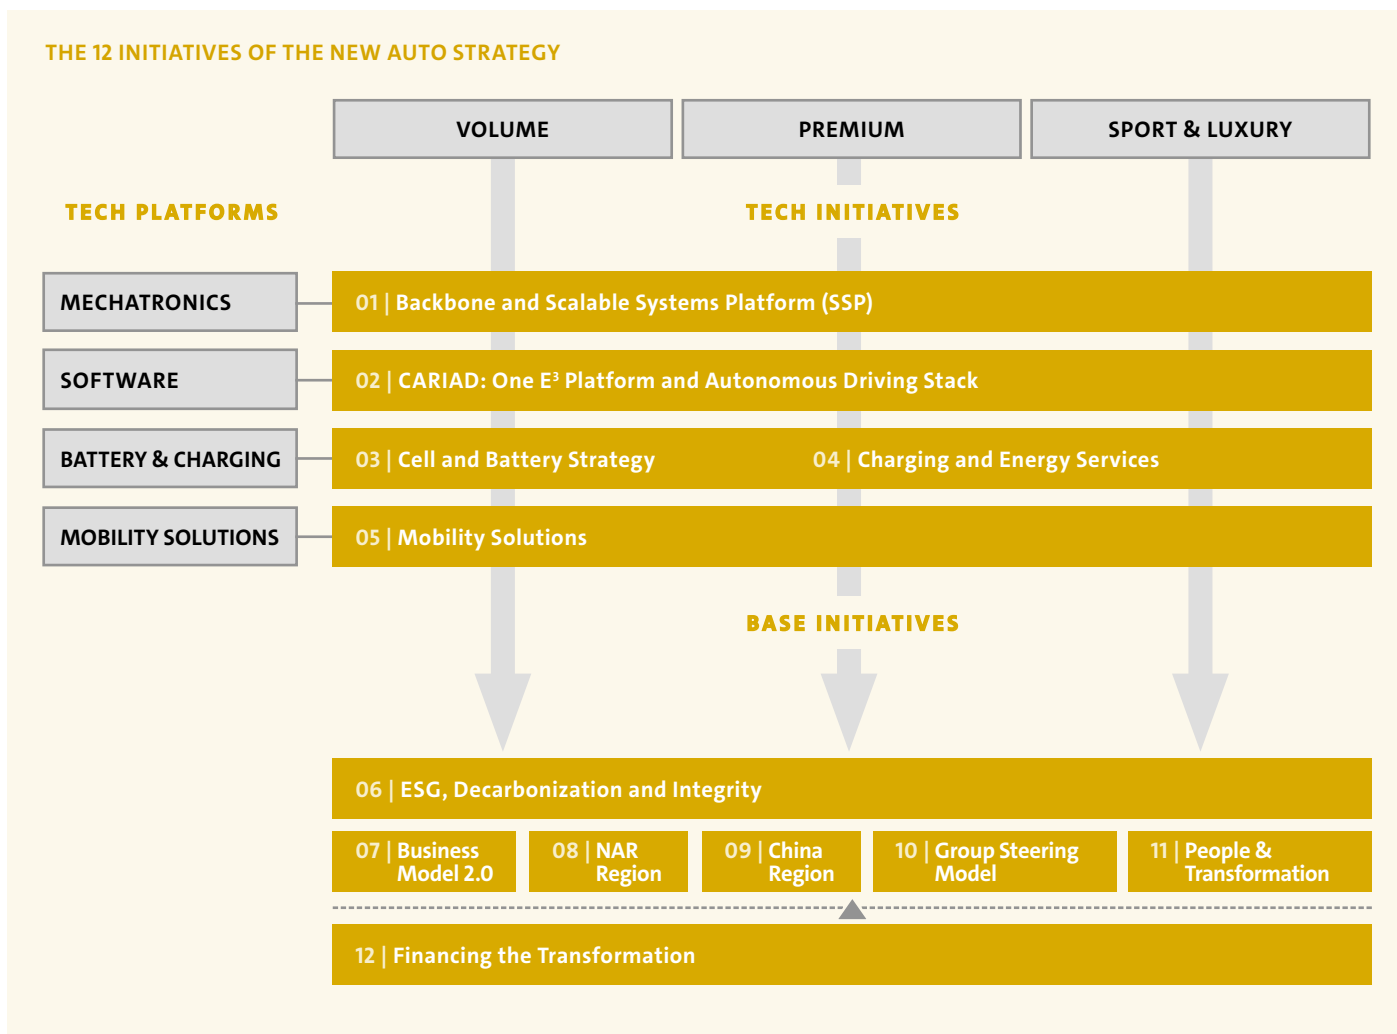 THE 12 INITIATIVES OF THE NEW AUTO STRATEGY
VOLUME
PREMIUM
SPORT & LUXURY
TECH PLATFORMS
TECH INITIATIVES
MECHATRONICS
01 | Backbone and Scalable Systems Platform (SSP)
SOFTWARE
02 | CARIAD: One E³ Platform and Autonomous Driving Stack
BATTERY & CHARGING
03 | Cell and Battery Strategy
04 | Charging and Energy Services
MOBILITY SOLUTIONS
05 | Mobility Solutions
BASE INITIATIVES
06 | ESG, Decarbonization and Integrity
07 | Business
Model 2.0
08 | NAR
Region
09 | China
Region
10 | Group Steering
Model
11 | People &
Transformation
12 | Financing the Transformation